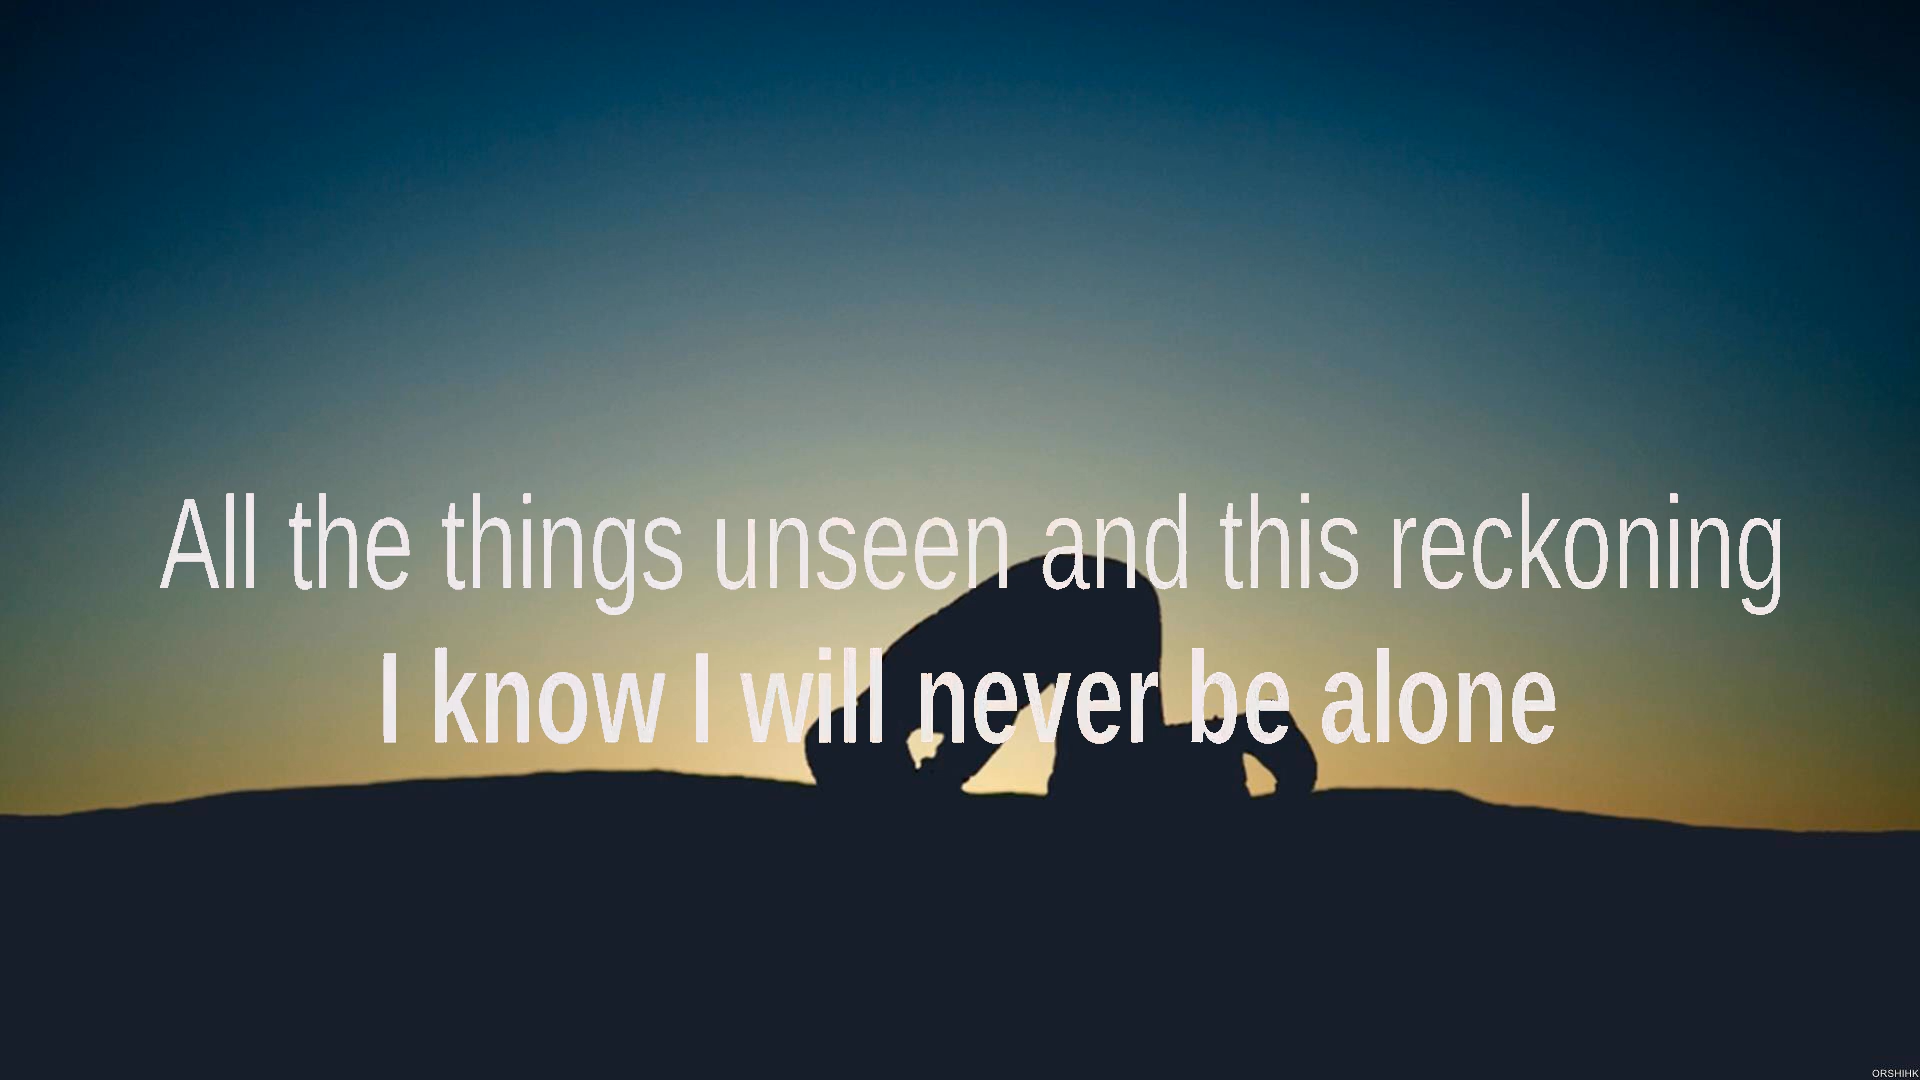 All the things unseen and this reckoning
I know I will never be alone
ORSHIHK